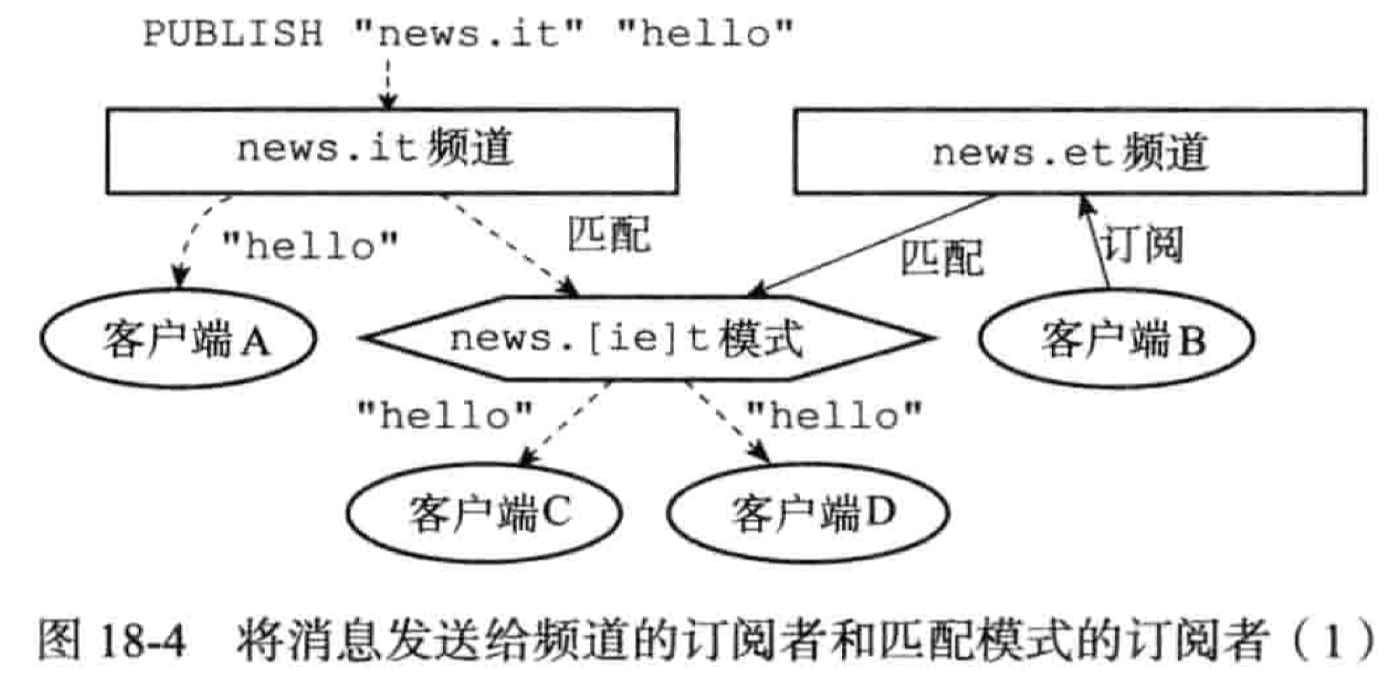 PUBLISH "news.it" "hello"
news.it 频道
news.et 频道
"hello"
匹配
匹配
订阅
客户端A
news.[ie]t 模式
客户端B
"hello"
"hello"
客户端C
客户端D
图 18-4 将消息发送给频道的订阅者和匹配模式的订阅者（1）